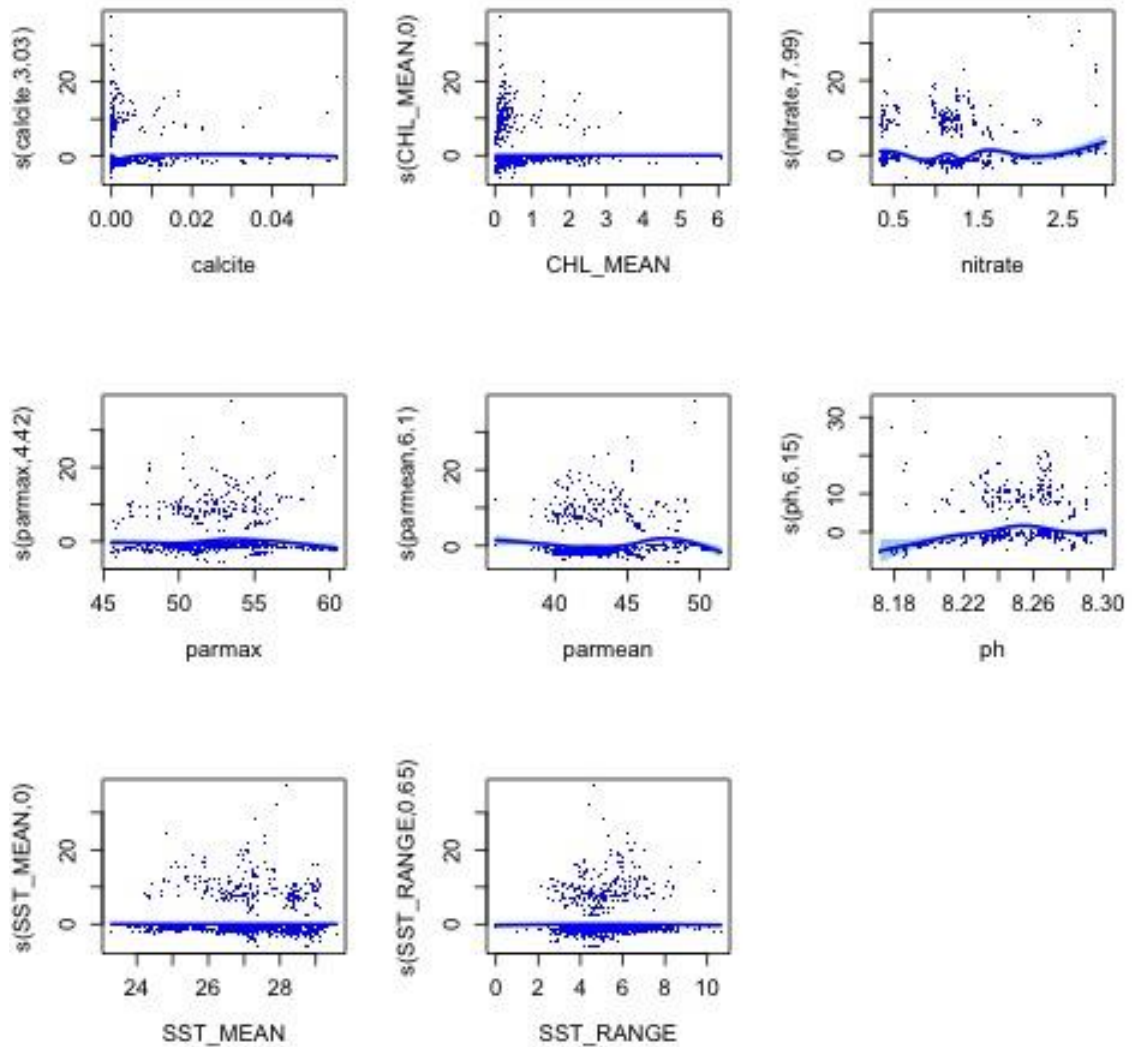 s(calcite,3.03)
20
0
0.00 0.02 0.04
calcite
s(CHL_MEAN,0)
20
0
0 1 2 3 4 5 6
CHL_MEAN
s(nitrate,7.99)
20
0
0.5 1.5 2.5
nitrate
s(parmax,4.42)
20
0
45 50 55 60
parmax
s(parmean,6.1)
20
0
40 45 50
parmean
s(ph,6.15)
30
10
0
8.18 8.22 8.26 8.30
ph
s(SST_MEAN,0)
20
0
24 26 28
SST_MEAN
s(SST_RANGE,0.65)
20
0
0 2 4 6 8 10
SST_RANGE